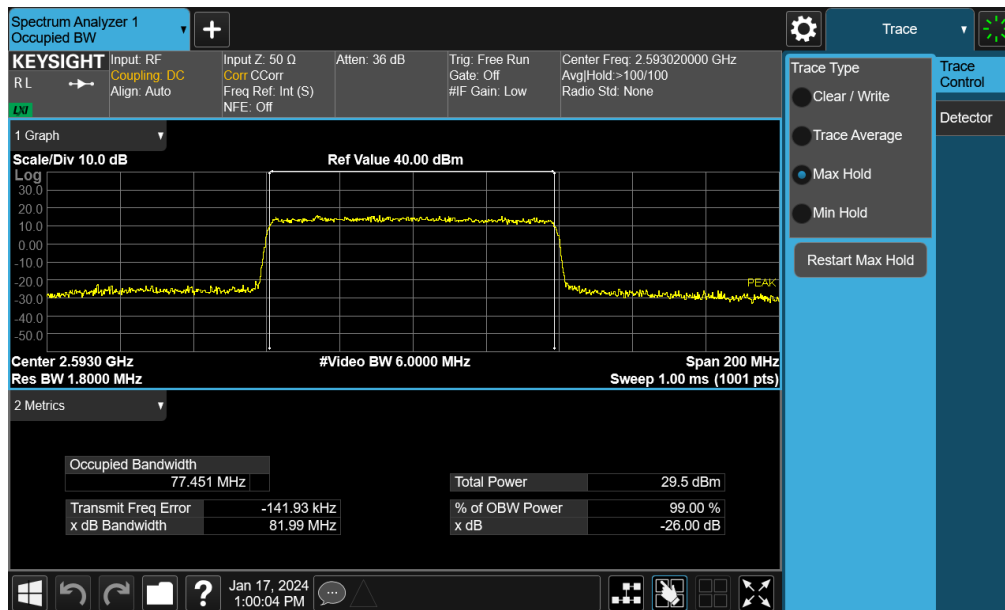 Spectrum Analyzer 1
Occupied BW
Trace
KEYSIGHT
R L
LXI
Input: RF
Coupling: DC
Align: Auto
Input Z: 50 Ω
Corr CCorr
Freq Ref: Int (S)
NFE: Off
Atten: 36 dB
Trig: Free Run
Gate: Off
#IF Gain: Low
Center Freq: 2.593020000 GHz
Avg|Hold:>100/100
Radio Std: None
Trace Type
Clear / Write
Trace Average
Max Hold
Min Hold
Restart Max Hold
Trace
Control
Detector
1 Graph
Scale/Div 10.0 dB
Ref Value 40.00 dBm
Log
30.0
20.0
10.0
0.00
-10.0
-20.0
-30.0
-40.0
-50.0
PEAK
Center 2.5930 GHz
#Video BW 6.0000 MHz
Span 200 MHz
Res BW 1.8000 MHz
Sweep 1.00 ms (1001 pts)
2 Metrics
Occupied Bandwidth
77.451 MHz
Total Power 29.5 dBm
Transmit Freq Error -141.93 kHz
% of OBW Power 99.00 %
x dB Bandwidth 81.99 MHz
x dB -26.00 dB
?
Jan 17, 2024
1:00:04 PM